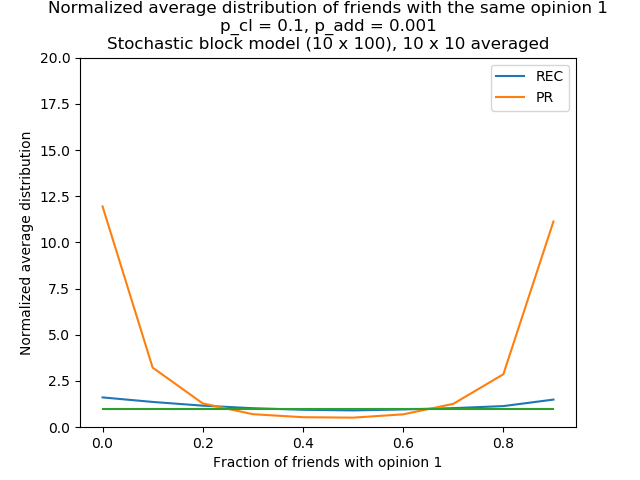 Normalized average distribution of friends with the same opinion 1
p_cl = 0.1, p_add = 0.001
Stochastic block model (10 x 100), 10 x 10 averaged
20.0
17.5
15.0
12.5
10.0
7.5
5.0
2.5
0.0
Normalized average distribution
REC
PR
0.0 0.2 0.4 0.6 0.8
Fraction of friends with opinion 1